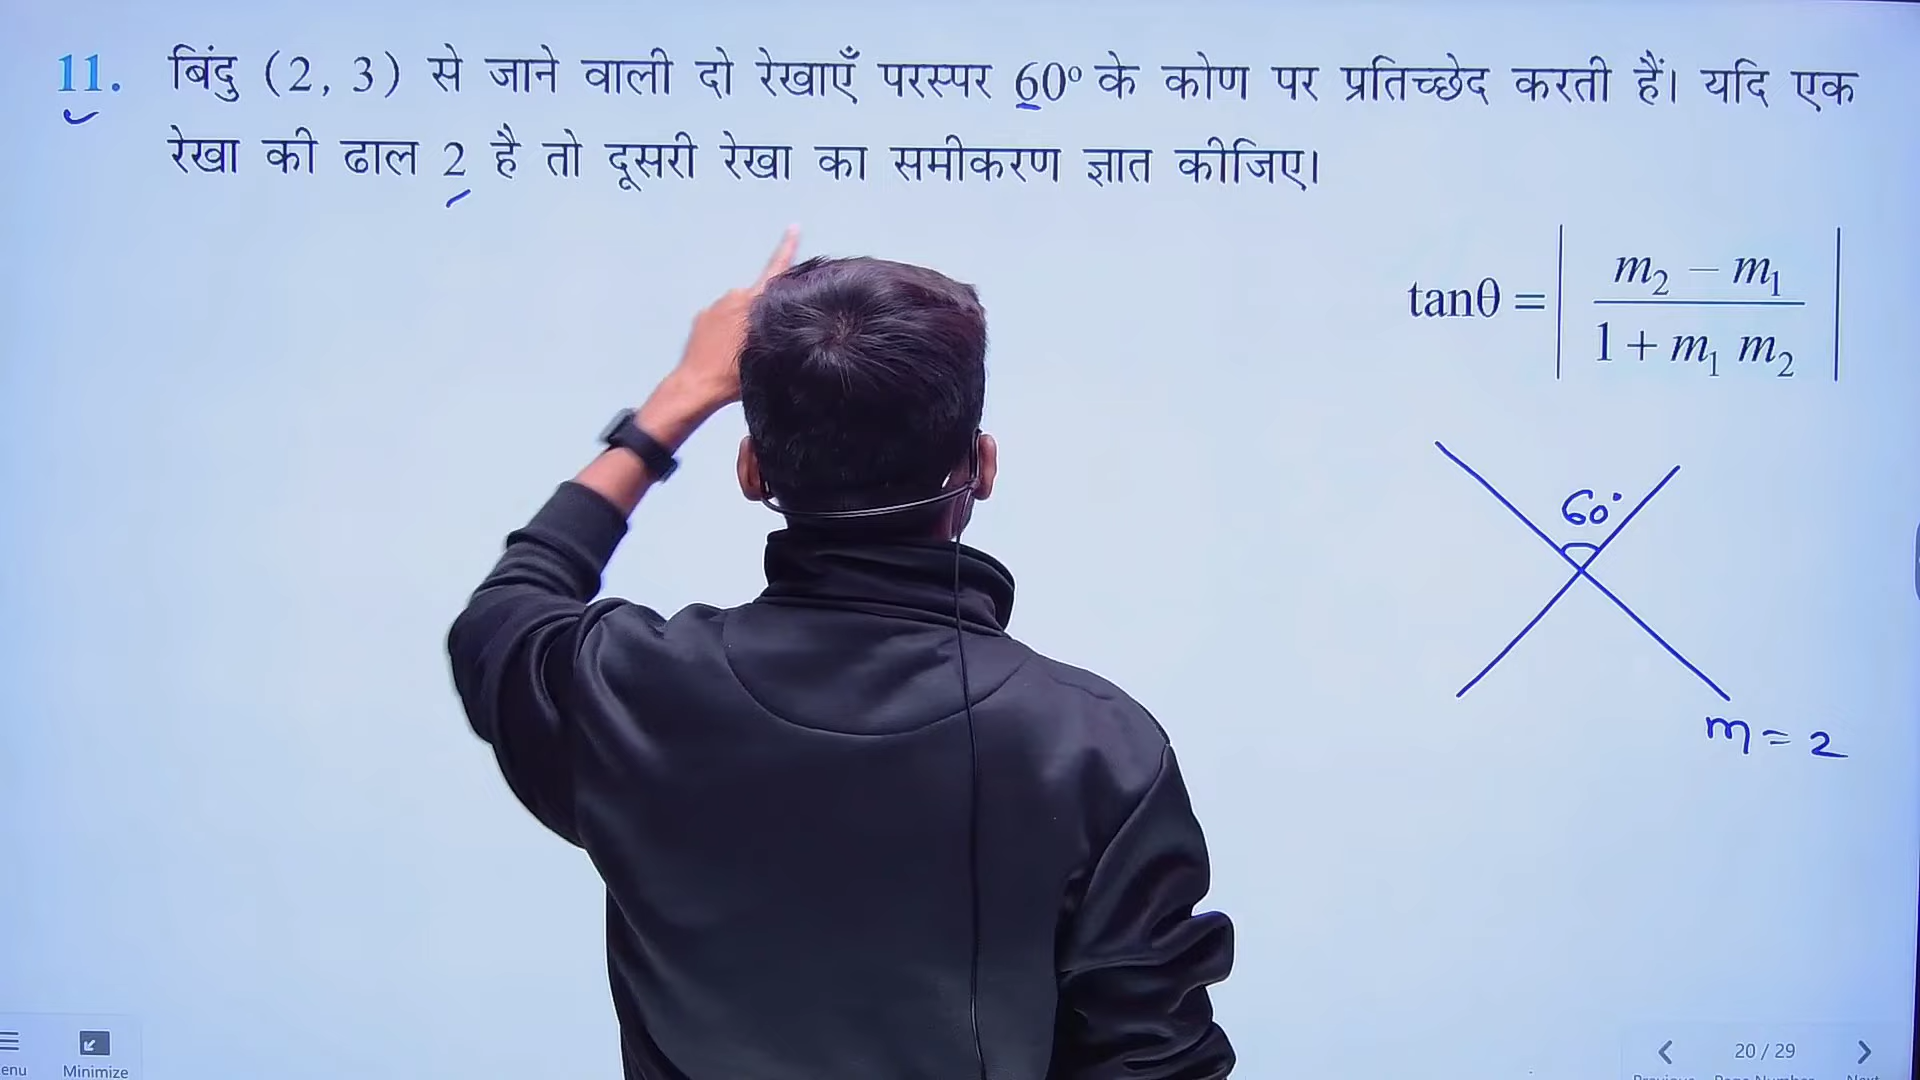 11. बिंदु (2, 3) से जाने वाली दो रेखाएँ परस्पर 60° के कोण पर प्रतिच्छेद करती हैं। यदि एक
रेखा की ढाल 2 है तो दूसरी रेखा का समीकरण ज्ञात कीजिए।
tanθ = | (m₂ − m₁) / (1 + m₁ m₂) |
60°
m = 2
enu Minimize
20 / 29